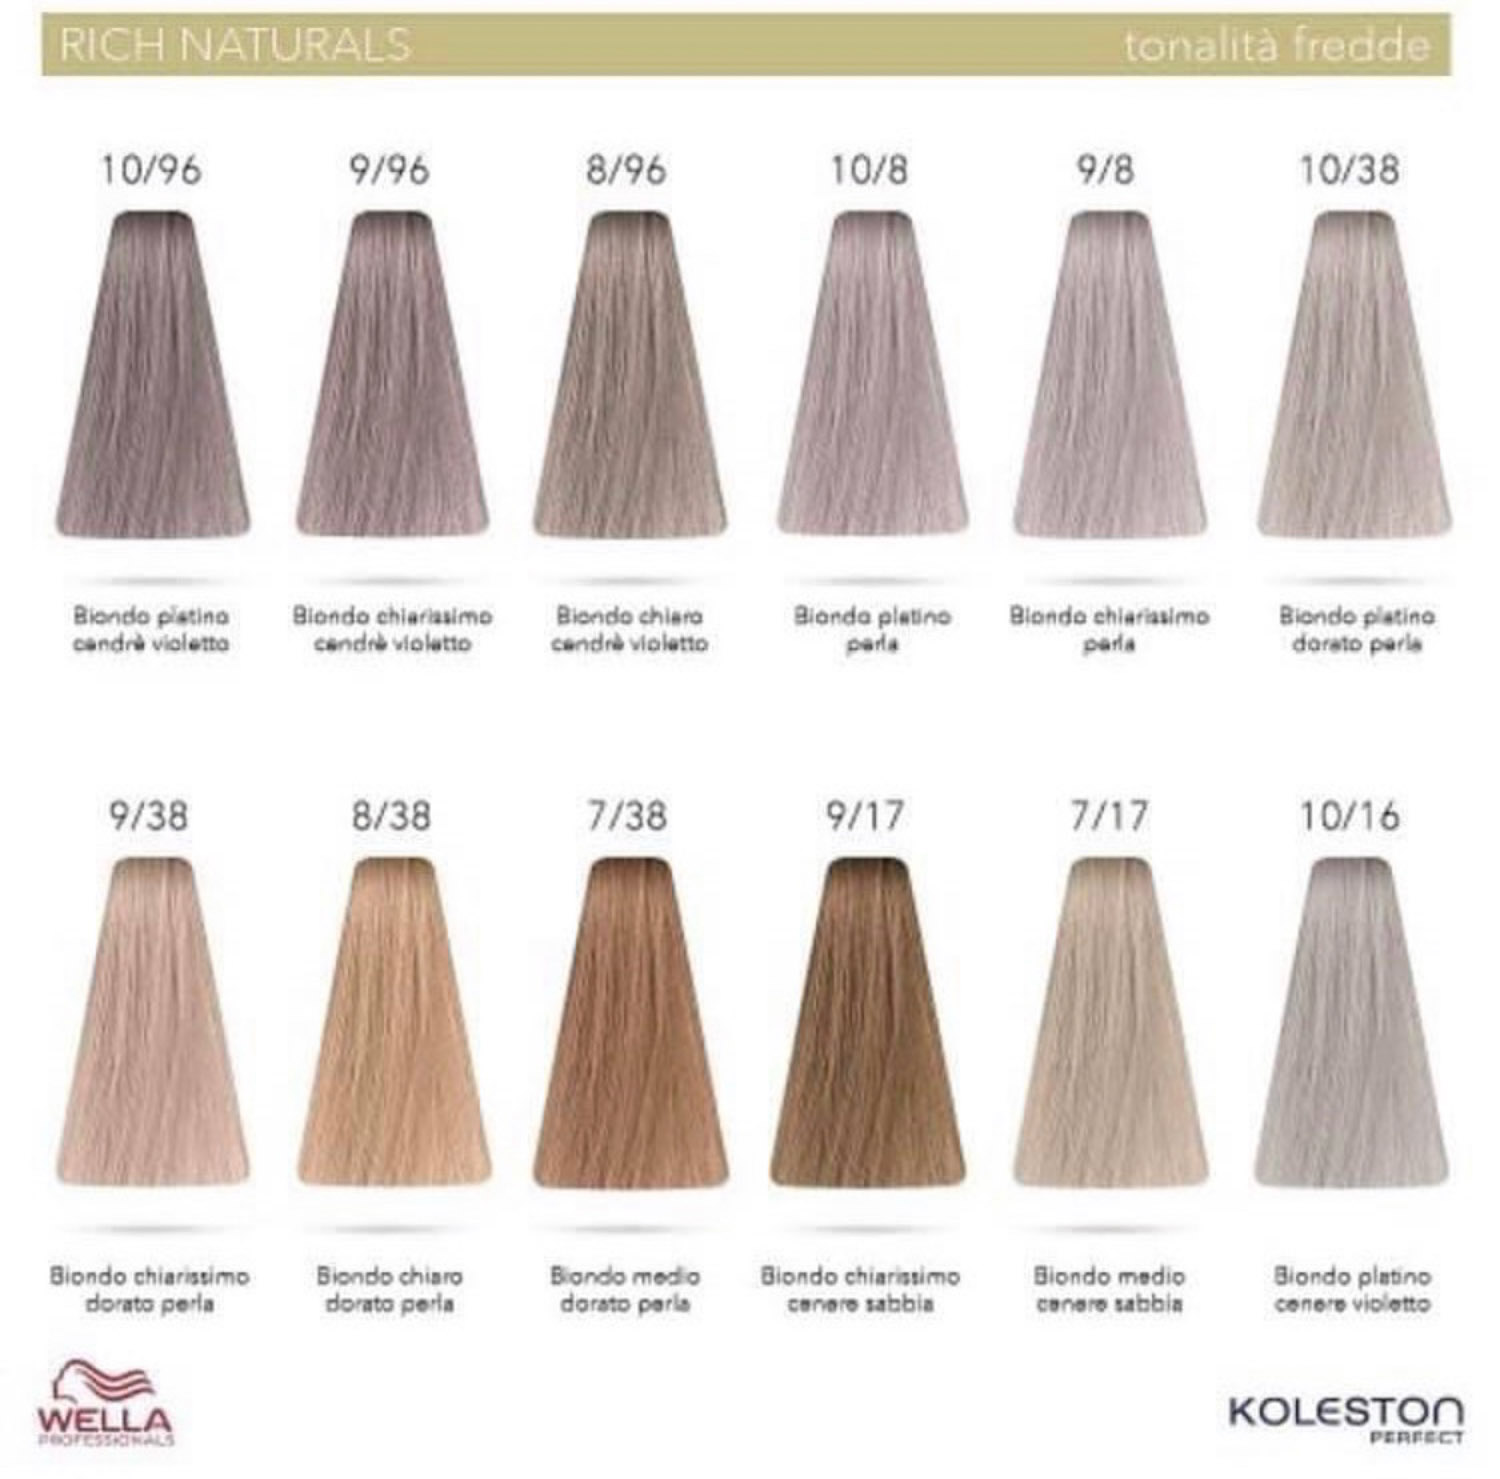 RICH NATURALS tonalità fredde
10/96 9/96 8/96 10/8 9/8 10/38
Biondo platino Biondo chiarissimo Biondo chiaro Biondo platino Biondo chiarissimo Biondo platino
cendrè violetto cendrè violetto cendrè violetto perla perla dorato perla
9/38 8/38 7/38 9/17 7/17 10/16
Biondo chiarissimo Biondo chiaro Biondo medio Biondo chiarissimo Biondo medio Biondo platino
dorato perla dorato perla dorato perla cenere sabbia cenere sabbia cenere violetto
WELLA
PROFESSIONALS
KOLESTON
PERFECT